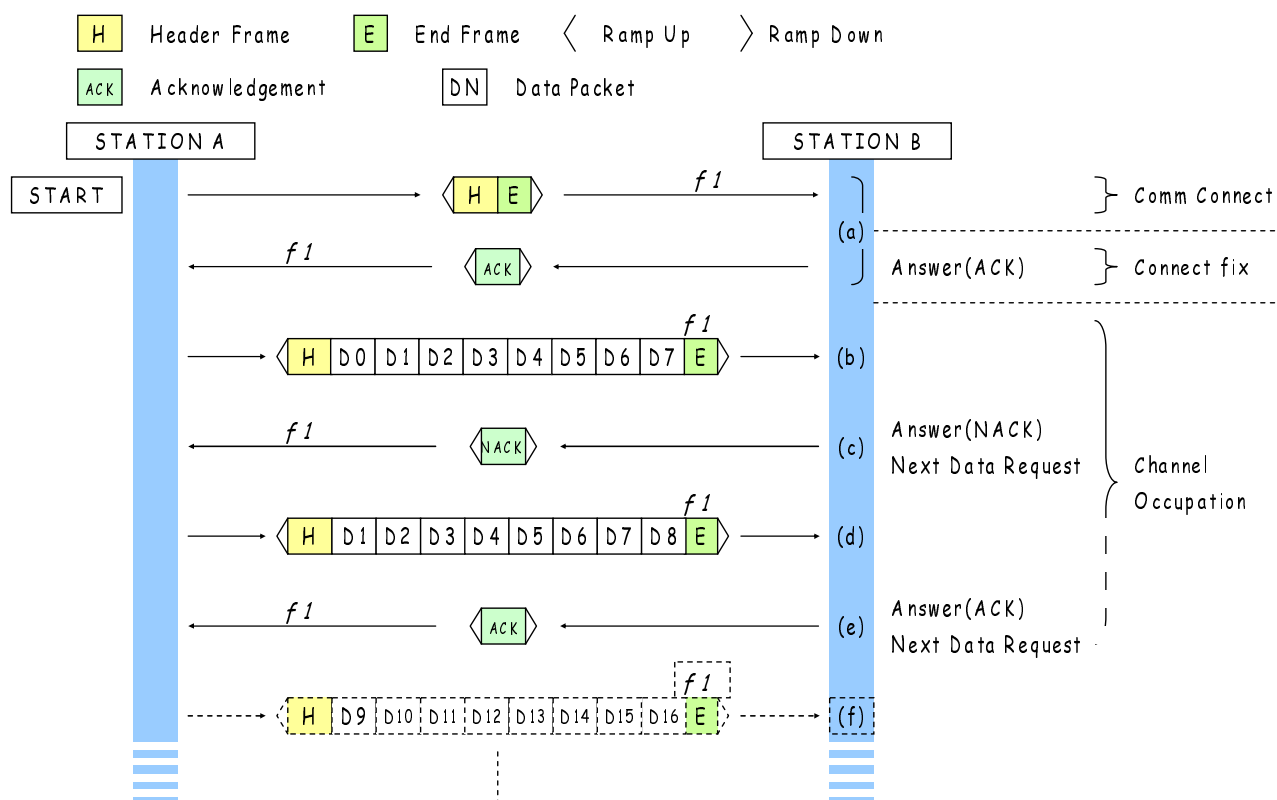 H Header Frame E End Frame Ramp Up Ramp Down
ACK Acknowledgement DN Data Packet
STATION A STATION B
START H E f1 Comm Connect
(a)
f1 ACK Answer(ACK) Connect fix
f1
H D0 D1 D2 D3 D4 D5 D6 D7 E (b)
f1 NACK (c) Answer(NACK)
Next Data Request Channel
Occupation
f1
H D1 D2 D3 D4 D5 D6 D7 D8 E (d)
f1 ACK (e) Answer(ACK)
Next Data Request
f1
H D9 D10 D11 D12 D13 D14 D15 D16 E (f)